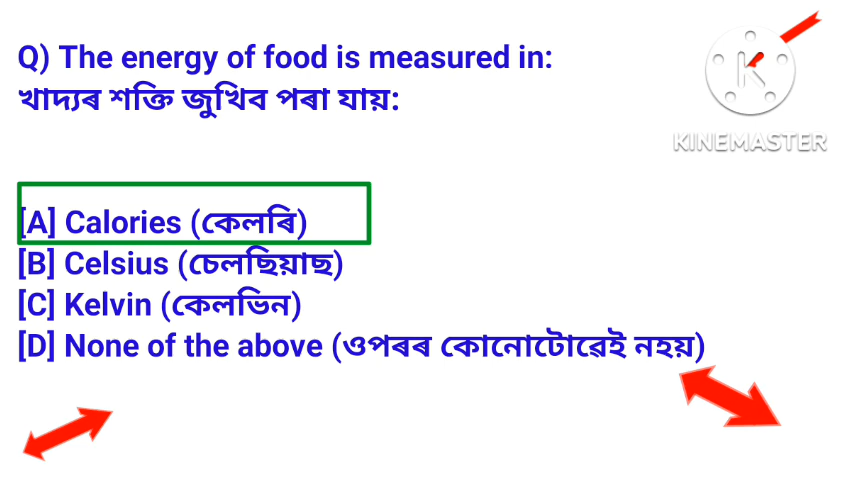 Q) The energy of food is measured in:
খাদ্যৰ শক্তি জুখিব পৰা যায়:
KINEMASTER
[A] Calories (কেলৰি)
[B] Celsius (চেলছিয়াছ)
[C] Kelvin (কেলভিন)
[D] None of the above (ওপৰৰ কোনোটোৱেই নহয়)